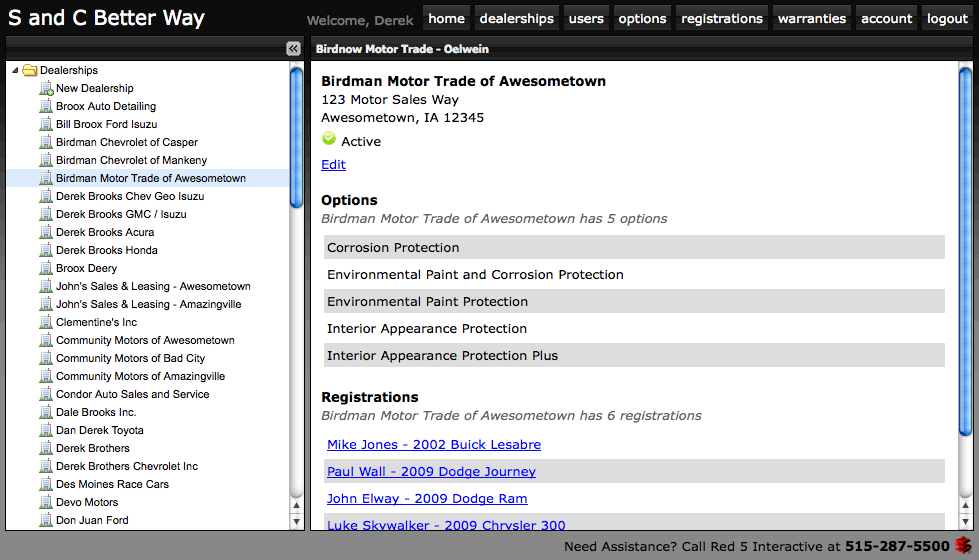 S and C Better Way
Welcome, Derek home dealerships users options registrations warranties account logout
«
Dealerships
New Dealership
Broox Auto Detailing
Bill Broox Ford Isuzu
Birdman Chevrolet of Casper
Birdman Chevrolet of Mankeny
Birdman Motor Trade of Awesometown
Derek Brooks Chev Geo Isuzu
Derek Brooks GMC / Isuzu
Derek Brooks Acura
Derek Brooks Honda
Broox Deery
John's Sales & Leasing - Awesometown
John's Sales & Leasing - Amazingville
Clementine's Inc
Community Motors of Awesometown
Community Motors of Bad City
Community Motors of Amazingville
Condor Auto Sales and Service
Dale Brooks Inc.
Dan Derek Toyota
Derek Brothers
Derek Brothers Chevrolet Inc
Des Moines Race Cars
Devo Motors
Don Juan Ford
Birdnow Motor Trade - Oelwein
Birdman Motor Trade of Awesometown
123 Motor Sales Way
Awesometown, IA 12345
Active
Edit
Options
Birdman Motor Trade of Awesometown has 5 options
Corrosion Protection
Environmental Paint and Corrosion Protection
Environmental Paint Protection
Interior Appearance Protection
Interior Appearance Protection Plus
Registrations
Birdman Motor Trade of Awesometown has 6 registrations
Mike Jones - 2002 Buick Lesabre
Paul Wall - 2009 Dodge Journey
John Elway - 2009 Dodge Ram
Luke Skywalker - 2009 Chrysler 300
Need Assistance? Call Red 5 Interactive at 515-287-5500